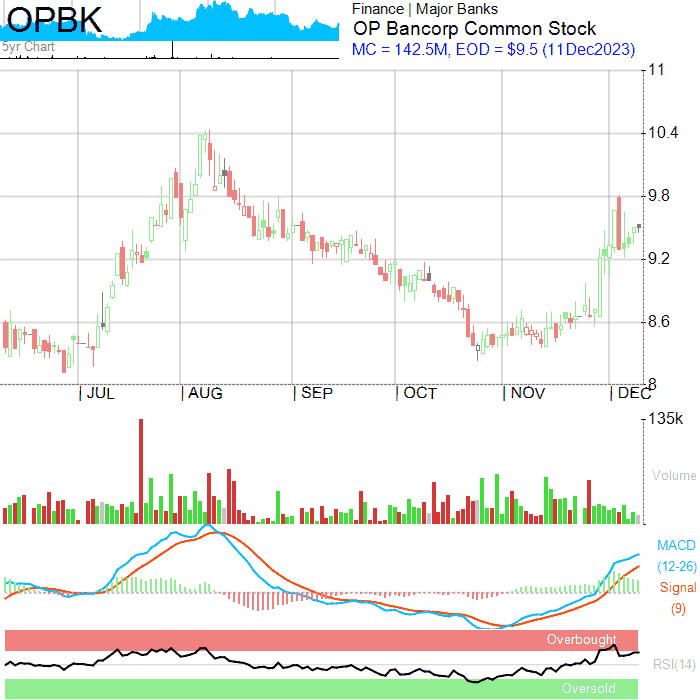 OPBK
5yr Chart
Finance | Major Banks
OP Bancorp Common Stock
MC = 142.5M, EOD = $9.5 (11Dec2023)
11
10.4
9.8
9.2
8.6
8
| JUL | AUG | SEP | OCT | NOV | DEC
135k
Volume
MACD
(12-26)
Signal
(9)
Overbought
RSI(14)
Oversold